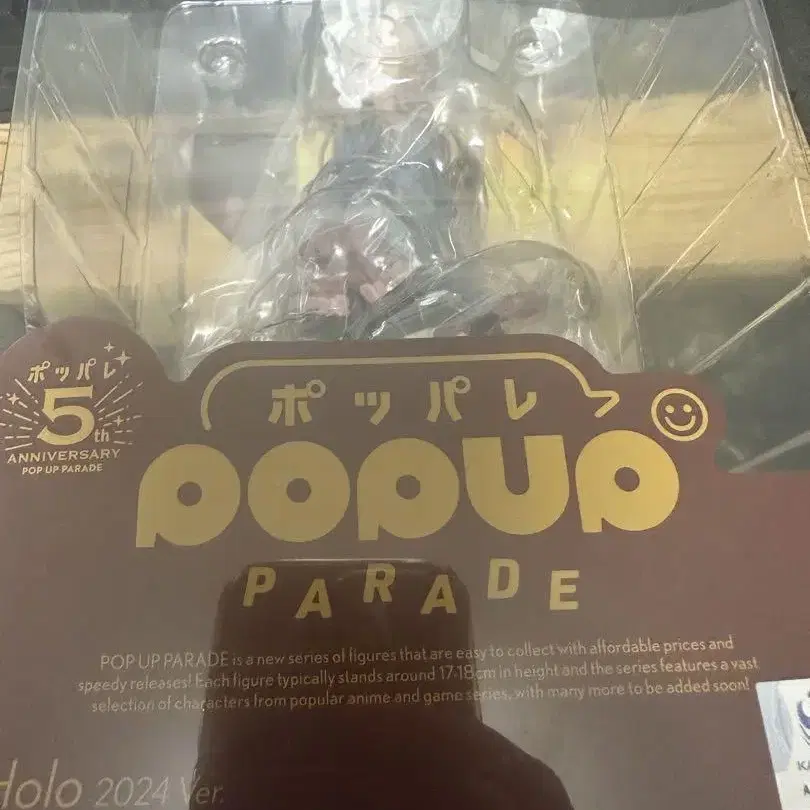 ポッパレ
5th
ANNIVERSARY
POP UP PARADE
ポッパレ
POPUP
PARADE
POP UP PARADE is a new series of figures that are easy to collect with affordable prices and
speedy releases! Each figure typically stands around 17-18 cm in height and the series features a vast
selection of characters from popular anime and game series, with many more to be added soon!
Holo 2024 Ver.